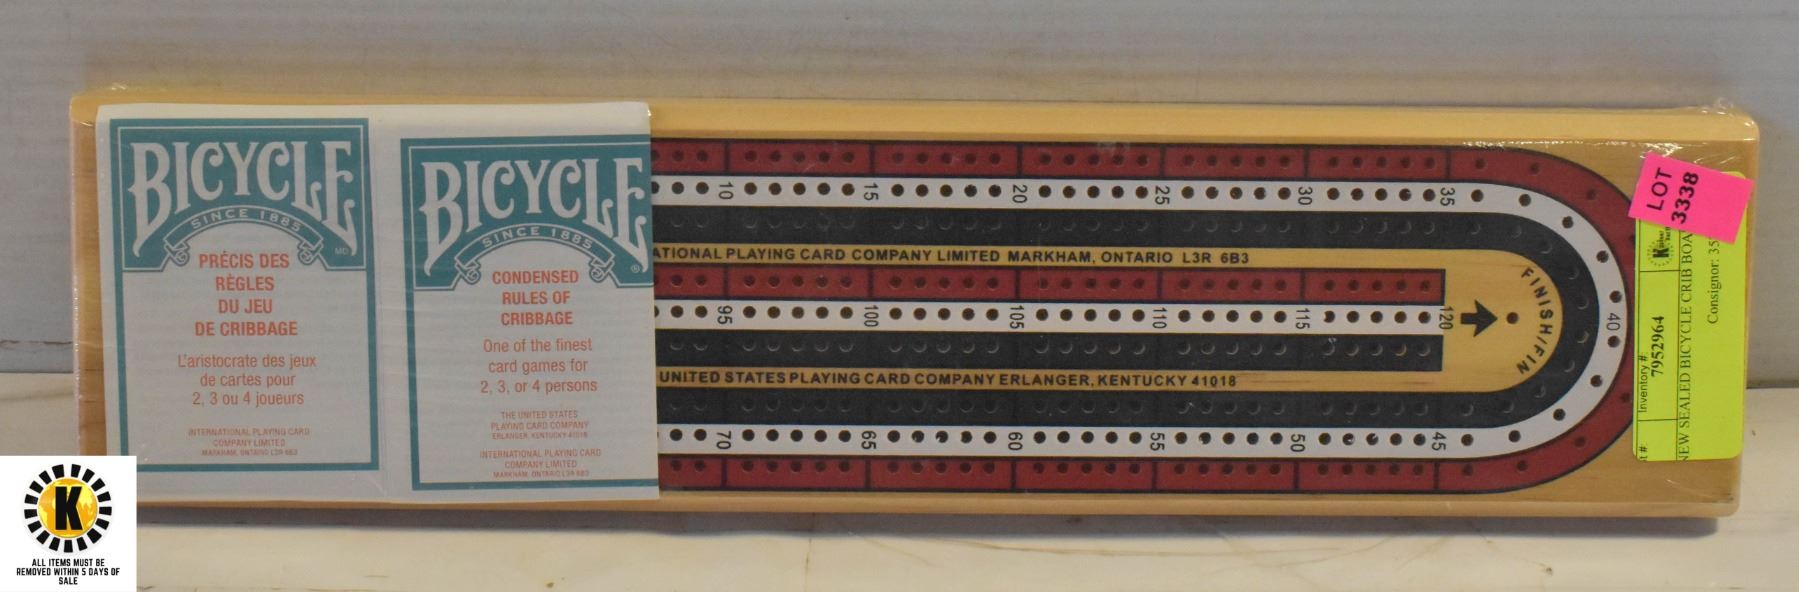 BICYCLE
SINCE 1885
MD
PRÉCIS DES
RÈGLES
DU JEU
DE CRIBBAGE
L'aristocrate des jeux
de cartes pour
2, 3 ou 4 joueurs
INTERNATIONAL PLAYING CARD
COMPANY LIMITED
MARKHAM, ONTARIO L3R 6B3
BICYCLE
SINCE 1885
®
CONDENSED
RULES OF
CRIBBAGE
One of the finest
card games for
2, 3, or 4 persons
THE UNITED STATES
PLAYING CARD COMPANY
ERLANGER, KENTUCKY 41018
INTERNATIONAL PLAYING CARD
COMPANY LIMITED
MARKHAM, ONTARIO L3R 6B3
10 15 20 25 30 35
ATIONAL PLAYING CARD COMPANY LIMITED MARKHAM, ONTARIO L3R 6B3
95 100 105 110 115 120
FINISH/FIN
40
UNITED STATES PLAYING CARD COMPANY ERLANGER, KENTUCKY 41018
70 65 60 55 50 45
LOT
3338
K
t #
Inventory #:
7952964
NEW SEALED BICYCLE CRIB BOA
Consignor: 35
K
ALL ITEMS MUST BE
REMOVED WITHIN 5 DAYS OF
SALE